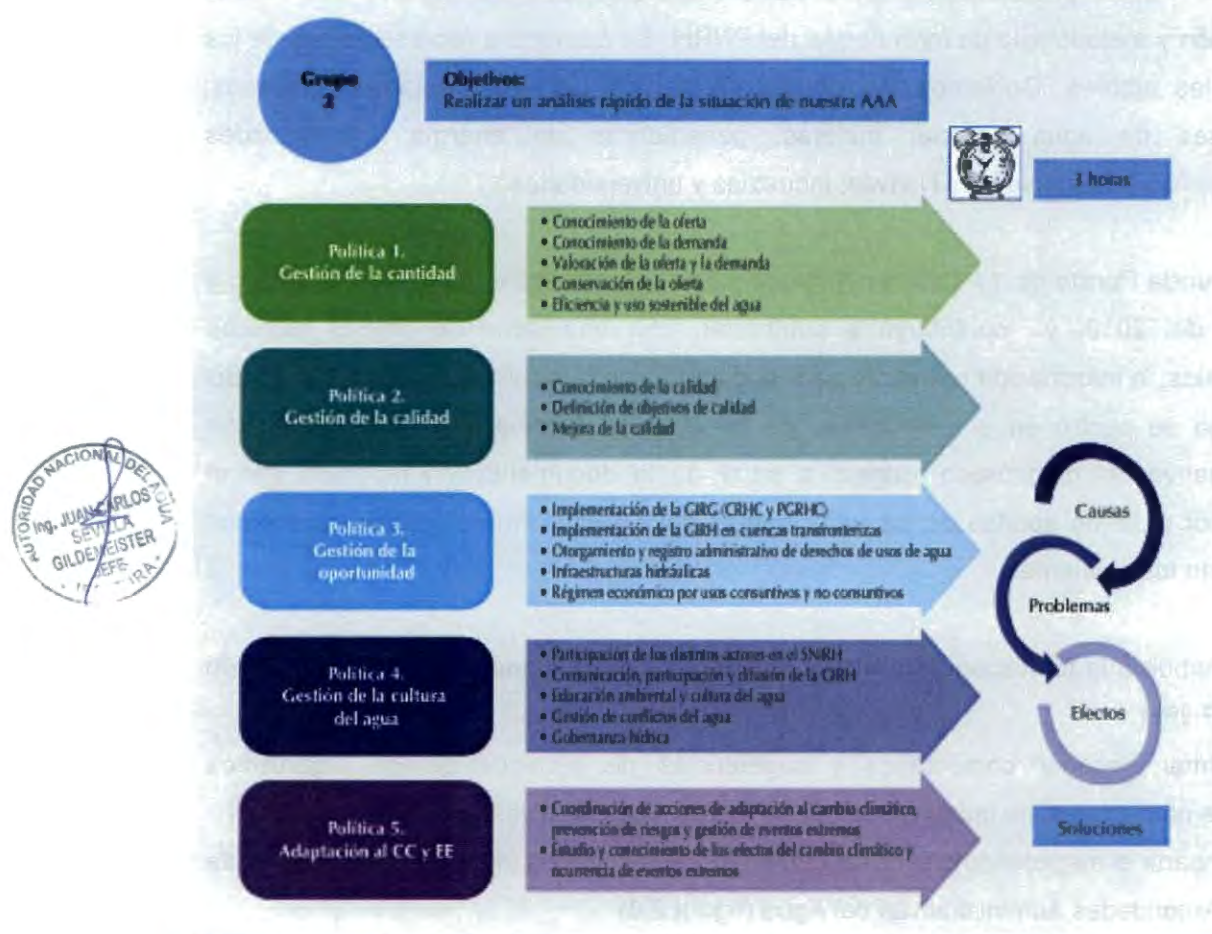 Grupo
2
Objetivos:
Realizar un análisis rápido de la situación de nuestra AAA
3 horas
Política 1.
Gestión de la cantidad
• Conocimiento de la oferta
• Conocimiento de la demanda
• Valoración de la oferta y la demanda
• Conservación de la oferta
• Eficiencia y uso sostenible del agua
Política 2.
Gestión de la calidad
• Conocimiento de la calidad
• Definición de objetivos de calidad
• Mejora de la calidad
Política 3.
Gestión de la
oportunidad
• Implementación de la GIRG (CRHC y PGRHC)
• Implementación de la GIRH en cuencas transfronterizas
• Otorgamiento y registro administrativo de derechos de usos de agua
• Infraestructuras hidráulicas
• Régimen económico por usos consuntivos y no consuntivos
Política 4.
Gestión de la cultura
del agua
• Participación de los distintos actores en el SNIRH
• Comunicación, participación y difusión de la GIRH
• Educación ambiental y cultura del agua
• Gestión de conflictos del agua
• Gobernanza hídrica
Política 5.
Adaptación al CC y EE
• Coordinación de acciones de adaptación al cambio climático,
prevención de riesgos y gestión de eventos extremos
• Estudio y conocimiento de los efectos del cambio climático y
ocurrencia de eventos extremos
Causas
Problemas
Efectos
Soluciones
AUTORIDAD NACIONAL DEL AGUA
Ing. JUAN CARLOS
SEVILLA
GILDEMEISTER
JEFE